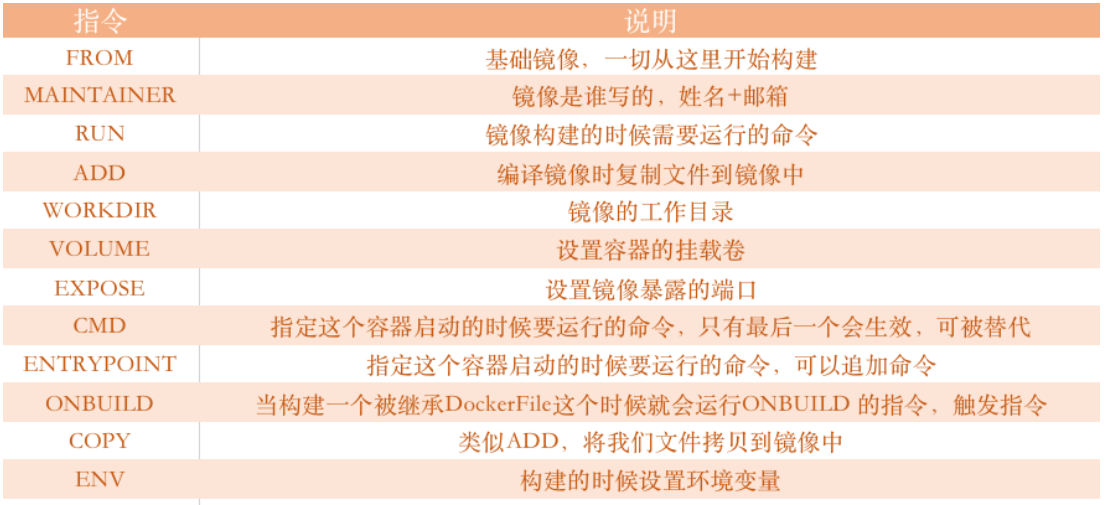 指令 说明
FROM 基础镜像，一切从这里开始构建
MAINTAINER 镜像是谁写的，姓名+邮箱
RUN 镜像构建的时候需要运行的命令
ADD 编译镜像时复制文件到镜像中
WORKDIR 镜像的工作目录
VOLUME 设置容器的挂载卷
EXPOSE 设置镜像暴露的端口
CMD 指定这个容器启动的时候要运行的命令，只有最后一个会生效，可被替代
ENTRYPOINT 指定这个容器启动的时候要运行的命令，可以追加命令
ONBUILD 当构建一个被继承DockerFile这个时候就会运行ONBUILD 的指令，触发指令
COPY 类似ADD，将我们文件拷贝到镜像中
ENV 构建的时候设置环境变量